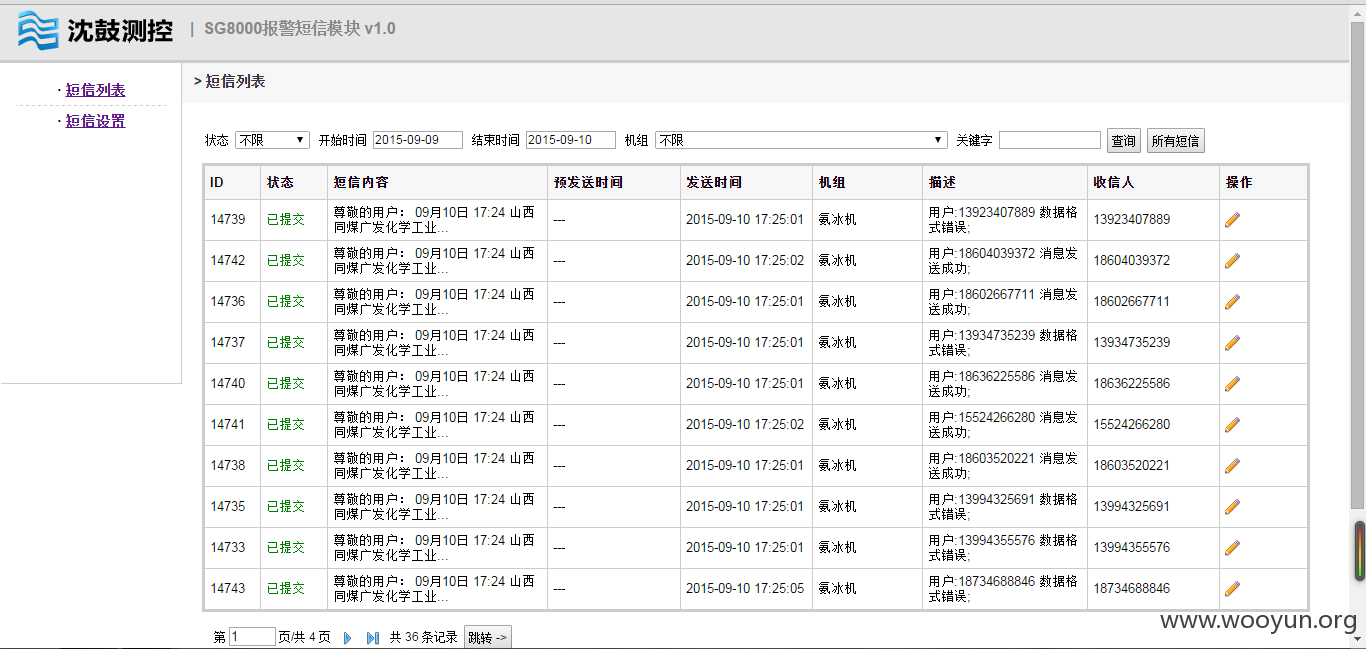 沈鼓测控 | SG8000报警短信模块 v1.0
· 短信列表
· 短信设置
> 短信列表
状态 不限 开始时间 2015-09-09 结束时间 2015-09-10 机组 不限 关键字 查询 所有短信
ID 状态 短信内容 预发送时间 发送时间 机组 描述 收信人 操作
14739 已提交 尊敬的用户： 09月10日 17:24 山西同煤广发化学工业... --- 2015-09-10 17:25:01 氨冰机 用户:13923407889 数据格式错误; 13923407889
14742 已提交 尊敬的用户： 09月10日 17:24 山西同煤广发化学工业... --- 2015-09-10 17:25:02 氨冰机 用户:18604039372 消息发送成功; 18604039372
14736 已提交 尊敬的用户： 09月10日 17:24 山西同煤广发化学工业... --- 2015-09-10 17:25:01 氨冰机 用户:18602667711 消息发送成功; 18602667711
14737 已提交 尊敬的用户： 09月10日 17:24 山西同煤广发化学工业... --- 2015-09-10 17:25:01 氨冰机 用户:13934735239 数据格式错误; 13934735239
14740 已提交 尊敬的用户： 09月10日 17:24 山西同煤广发化学工业... --- 2015-09-10 17:25:01 氨冰机 用户:18636225586 消息发送成功; 18636225586
14741 已提交 尊敬的用户： 09月10日 17:24 山西同煤广发化学工业... --- 2015-09-10 17:25:02 氨冰机 用户:15524266280 消息发送成功; 15524266280
14738 已提交 尊敬的用户： 09月10日 17:24 山西同煤广发化学工业... --- 2015-09-10 17:25:01 氨冰机 用户:18603520221 消息发送成功; 18603520221
14735 已提交 尊敬的用户： 09月10日 17:24 山西同煤广发化学工业... --- 2015-09-10 17:25:01 氨冰机 用户:13994325691 数据格式错误; 13994325691
14733 已提交 尊敬的用户： 09月10日 17:24 山西同煤广发化学工业... --- 2015-09-10 17:25:01 氨冰机 用户:13994355576 数据格式错误; 13994355576
14743 已提交 尊敬的用户： 09月10日 17:24 山西同煤广发化学工业... --- 2015-09-10 17:25:05 氨冰机 用户:18734688846 数据格式错误; 18734688846
www.wooyun.org
第 1 页/共 4 页 共 36 条记录 跳转 ->